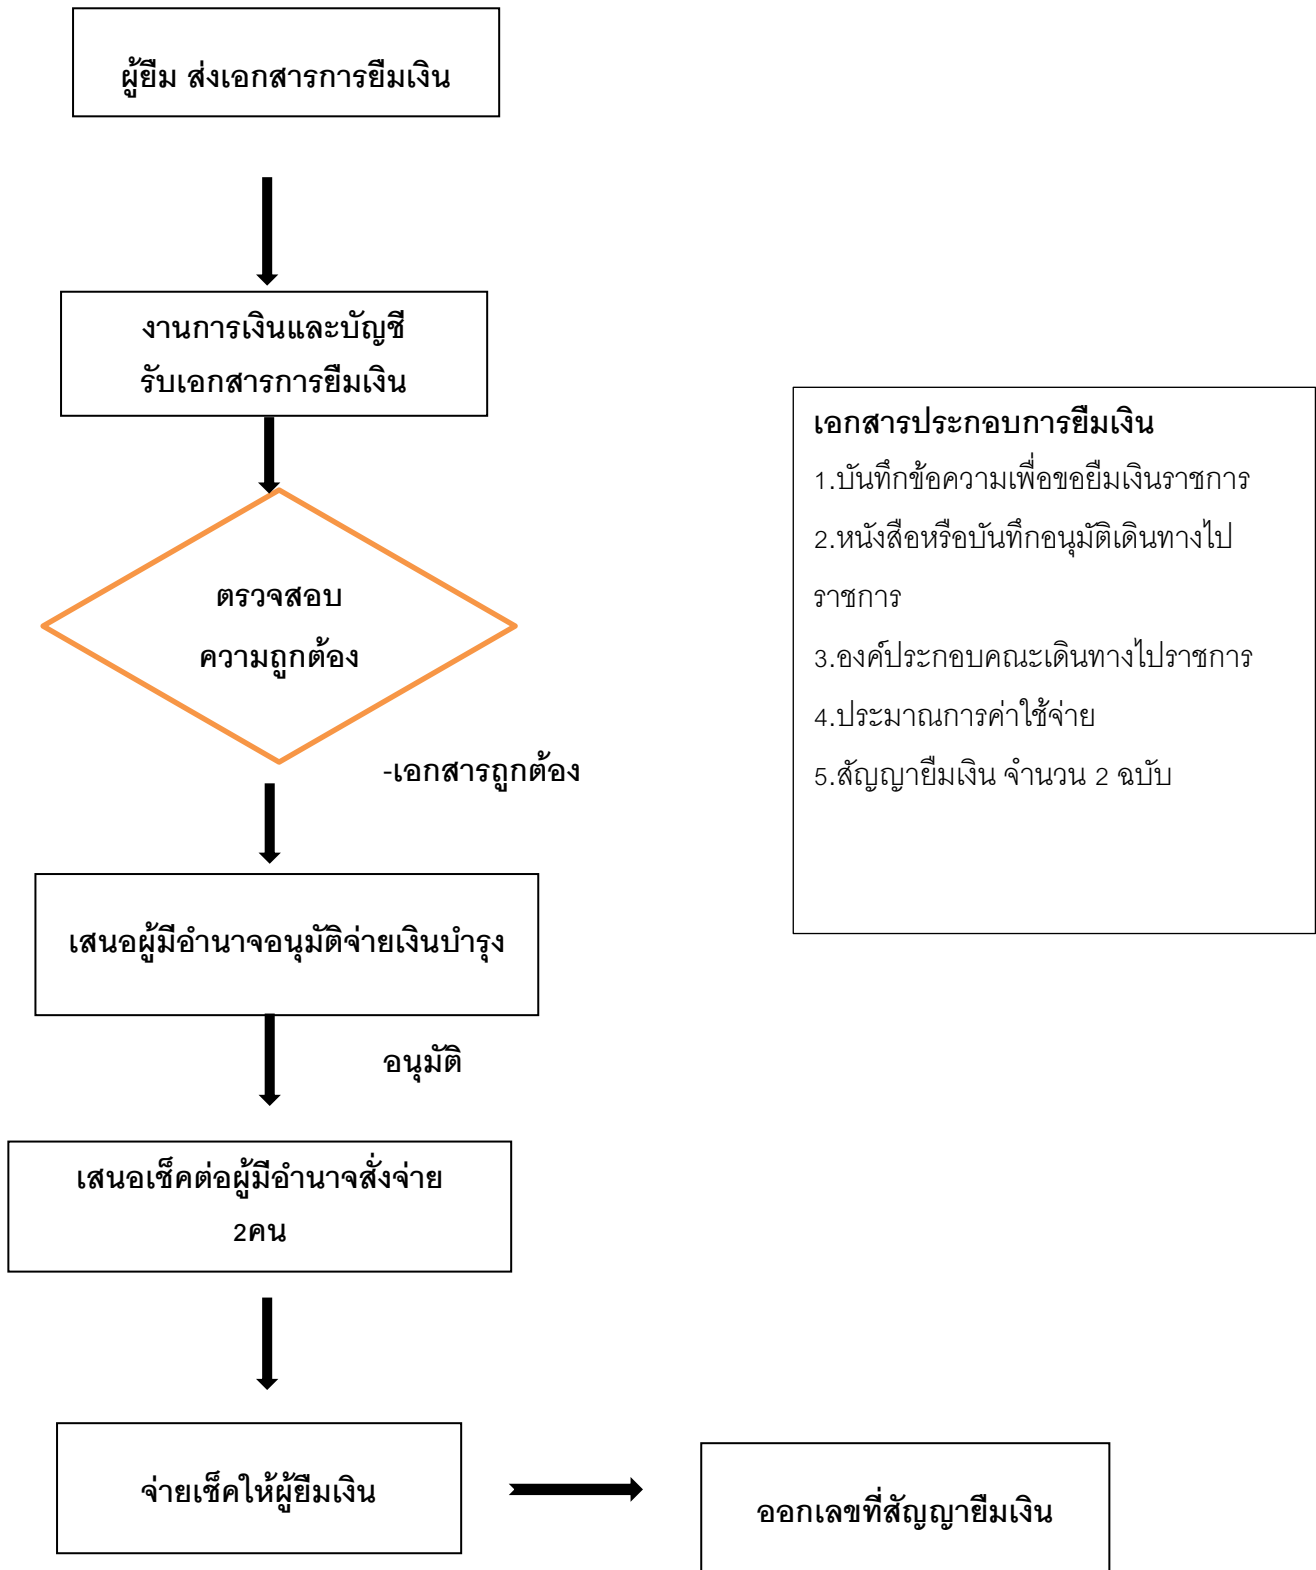 ผู้ยืม ส่งเอกสารการยืมเงิน
งานการเงินและบัญชี
รับเอกสารการยืมเงิน
ตรวจสอบ
ความถูกต้อง
-เอกสารถูกต้อง
เสนอผู้มีอำนาจอนุมัติจ่ายเงินบำรุง
อนุมัติ
เสนอเช็คต่อผู้มีอำนาจสั่งจ่าย
2คน
จ่ายเช็คให้ผู้ยืมเงิน
ออกเลขที่สัญญายืมเงิน
เอกสารประกอบการยืมเงิน
1.บันทึกข้อความเพื่อขอยืมเงินราชการ
2.หนังสือหรือบันทึกอนุมัติเดินทางไป
ราชการ
3.องค์ประกอบคณะเดินทางไปราชการ
4.ประมาณการค่าใช้จ่าย
5.สัญญายืมเงิน จำนวน 2 ฉบับ